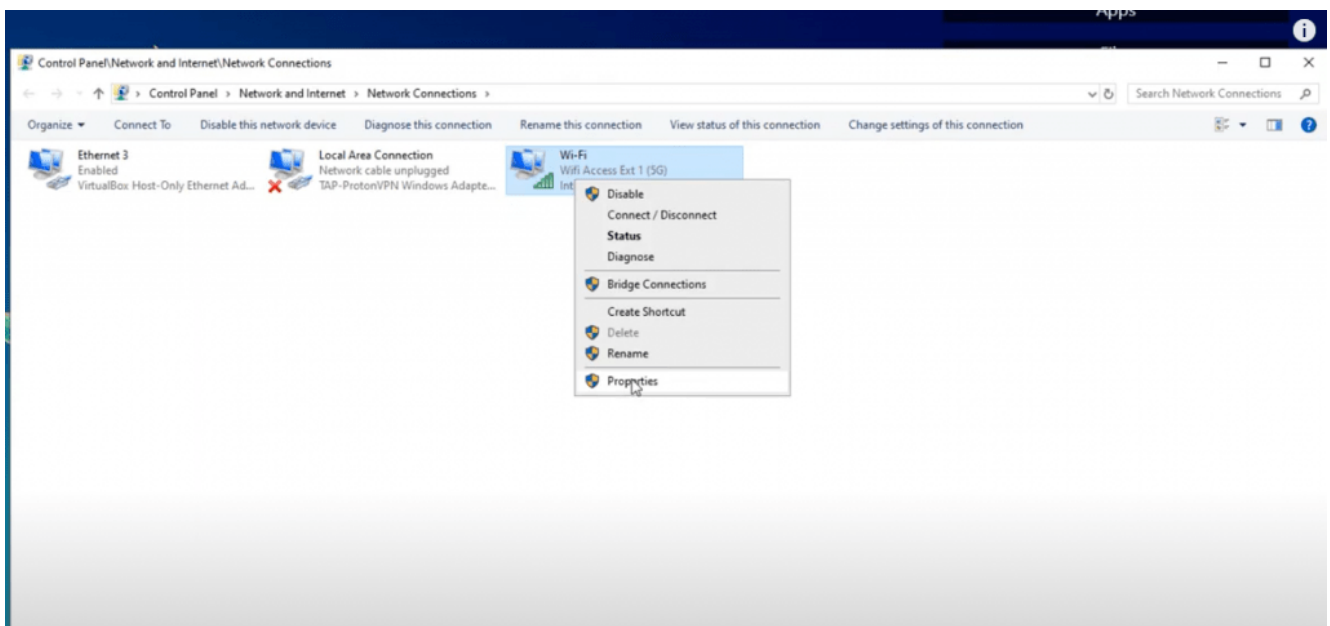 Apps
Control Panel\Network and Internet\Network Connections
Control Panel > Network and Internet > Network Connections >
Search Network Connections
Organize Connect To Disable this network device Diagnose this connection Rename this connection View status of this connection Change settings of this connection
Ethernet 3
Enabled
VirtualBox Host-Only Ethernet Ad...
Local Area Connection
Network cable unplugged
TAP-ProtonVPN Windows Adapte...
Wi-Fi
Wifi Access Ext 1 (5G)
Int
Disable
Connect / Disconnect
Status
Diagnose
Bridge Connections
Create Shortcut
Delete
Rename
Properties